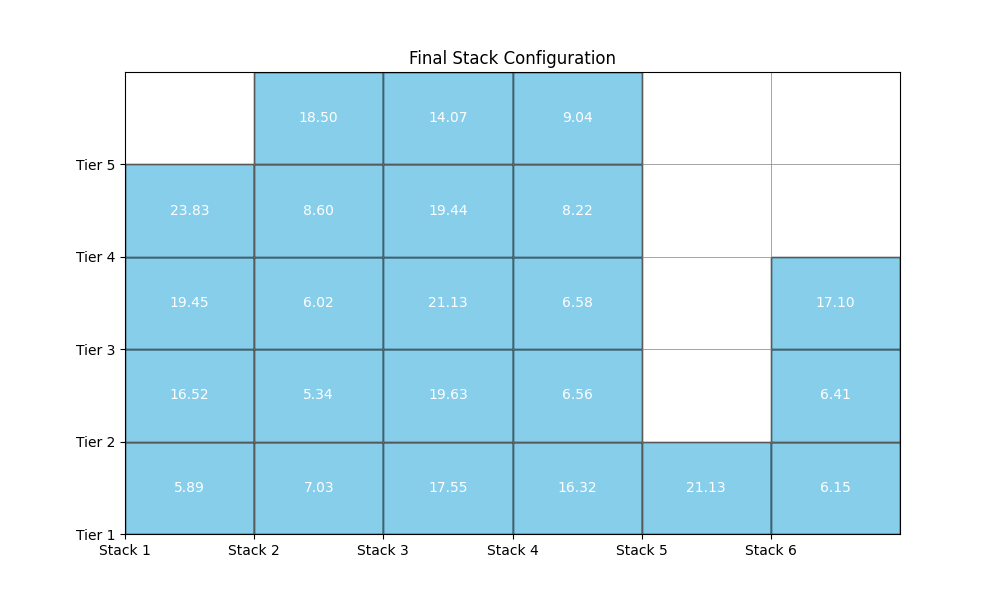 Final Stack Configuration
18.50 14.07 9.04
Tier 5
23.83 8.60 19.44 8.22
Tier 4
19.45 6.02 21.13 6.58 17.10
Tier 3
16.52 5.34 19.63 6.56 6.41
Tier 2
5.89 7.03 17.55 16.32 21.13 6.15
Tier 1
Stack 1 Stack 2 Stack 3 Stack 4 Stack 5 Stack 6